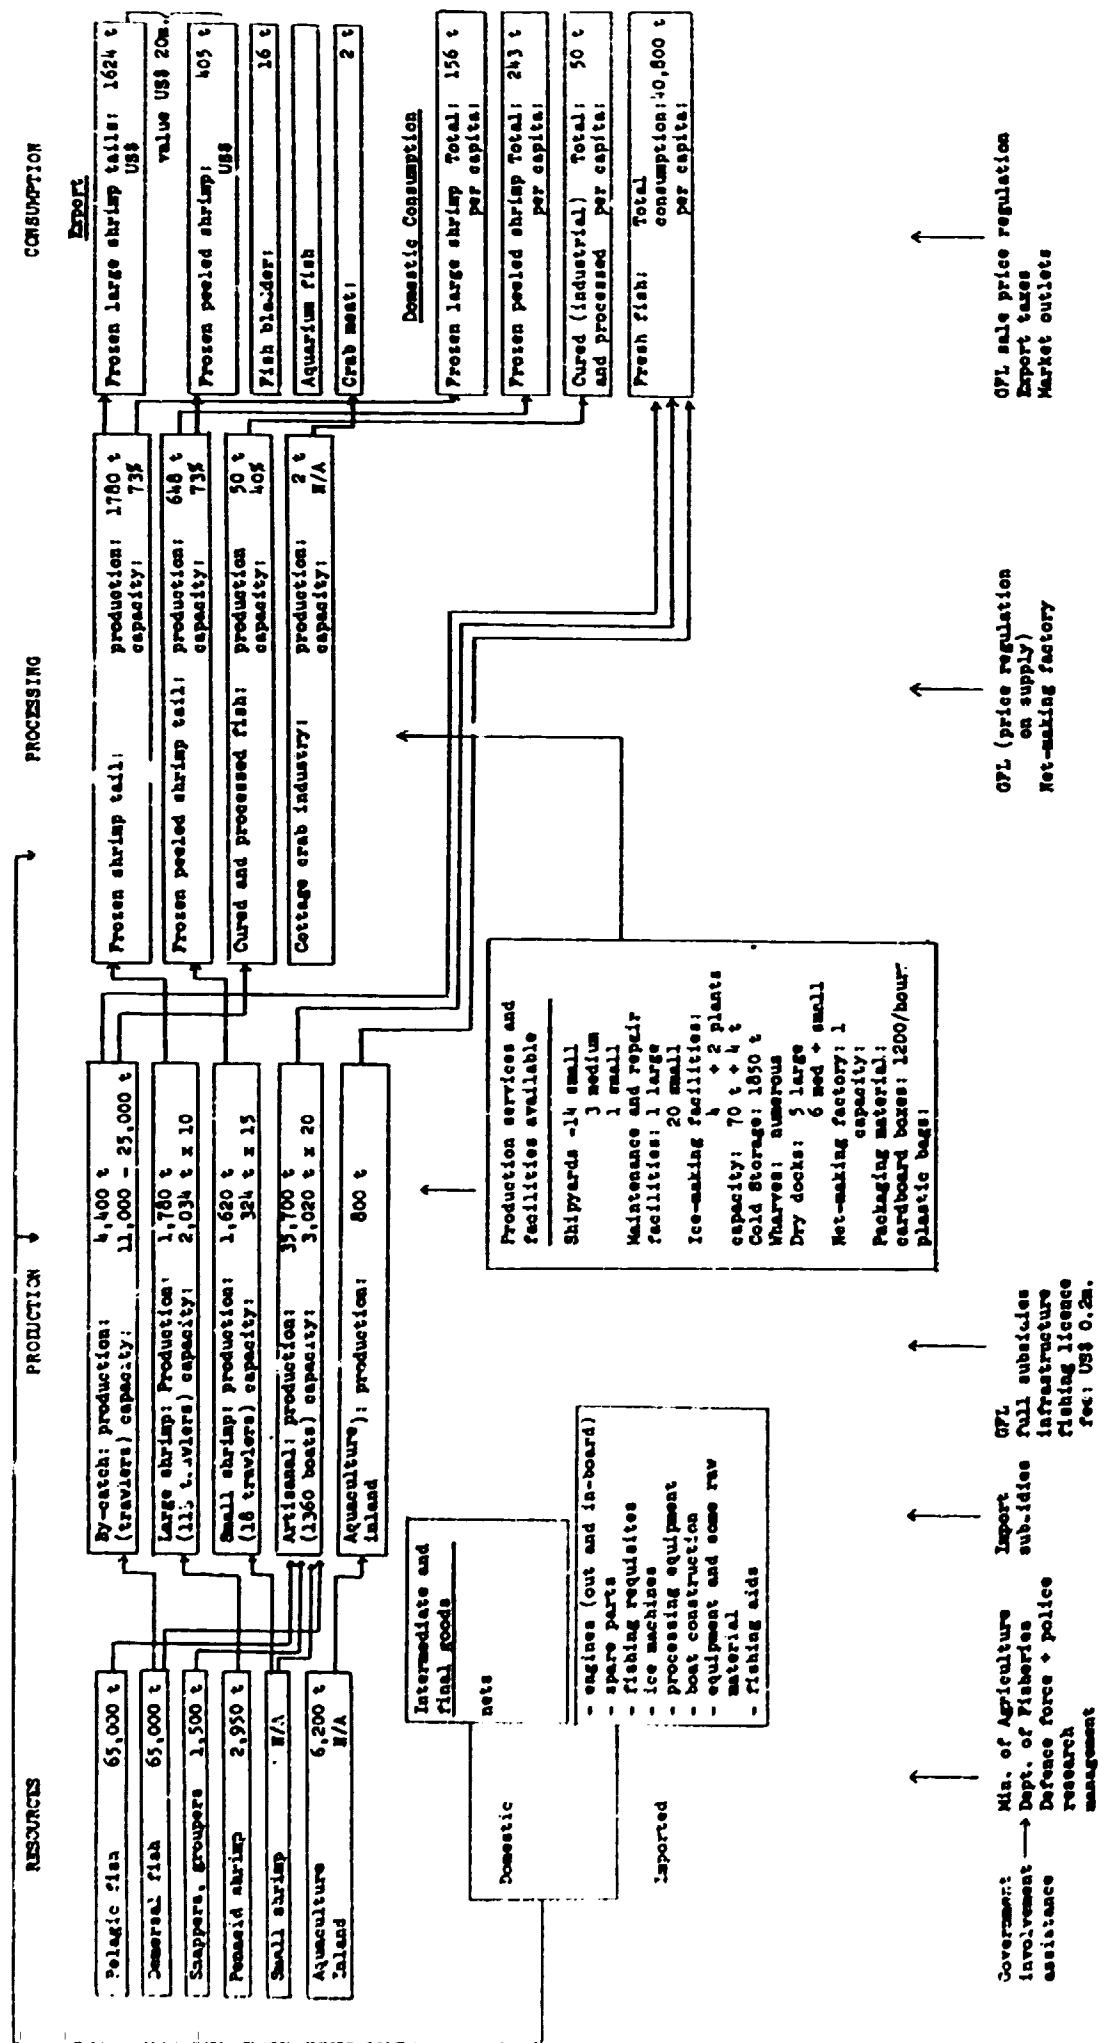 RESOURCES
PRODUCTION
PROCESSING
CONSUMPTION
Pelagic fish 65,000 t
Demersal fish 65,000 t
Snappers, groupers 1,500 t
Penaeid shrimp 2,950 t
Small shrimp N/A
Aquaculture 6,200 t
Inland N/A
By-catch: production: 4,400 t
(trawlers) capacity: 11,000 - 25,000 t
Large shrimp: Production: 1,780 t
capacity: 2,034 t x 10
Small shrimp: production: 1,620 t
(18 trawlers) capacity: 324 t x 15
Artisanal: production: 35,700 t
(1360 boats) capacity: 3,020 t x 20
Aquaculture): production: 800 t
inland
Frozen shrimp tail: production: 1780 t
capacity: 73%
Frozen peeled shrimp tail: production: 648 t
capacity: 73%
Cured and processed fish: production 50 t
capacity: 40%
Cottage crab industry: production: 2 t
capacity: N/A
Export
Frozen large shrimp tails: 1624 t
US$
value US$ 20m.
Frozen peeled shrimp: 405 t
US$
Fish bladder: 16 t
Aquarium fish
Crab meat: 2 t
Domestic Consumption
Frozen large shrimp Total: 156 t
per capita:
Frozen peeled shrimp Total: 243 t
per capita:
Cured (industrial) Total: 50 t
and processed per capita:
Fresh fish: Total
consumption: 40,800 t
per capita:
Domestic
Imported
Intermediate and
final goods
nets
- engines (out and in-board)
- spare parts
- fishing requisites
- ice machines
- processing equipment
- boat construction
- equipment and some raw
material
- fishing aids
Production services and
facilities available
Shipyards -14 small
3 medium
1 small
Maintenance and repair
facilities: 1 large
20 small
Ice-making facilities:
4 + 2 plants
capacity: 70 t + 4 t
Cold Storage: 1850 t
Wharves: numerous
Dry docks: 5 large
6 med + small
Net-making factory: 1
capacity:
Packaging material:
cardboard boxes: 1200/hour
plastic bags:
Government
involvement
assistance
Min. of Agriculture
Dept. of Fisheries
Defence force + police
research
management
Import
subsidies
GFL
full subsidies
infrastructure
fishing licence
fee: US$ 0.2m.
GFL (price regulation
on supply)
Net-making factory
GFL sale price regulation
Export taxes
Market outlets